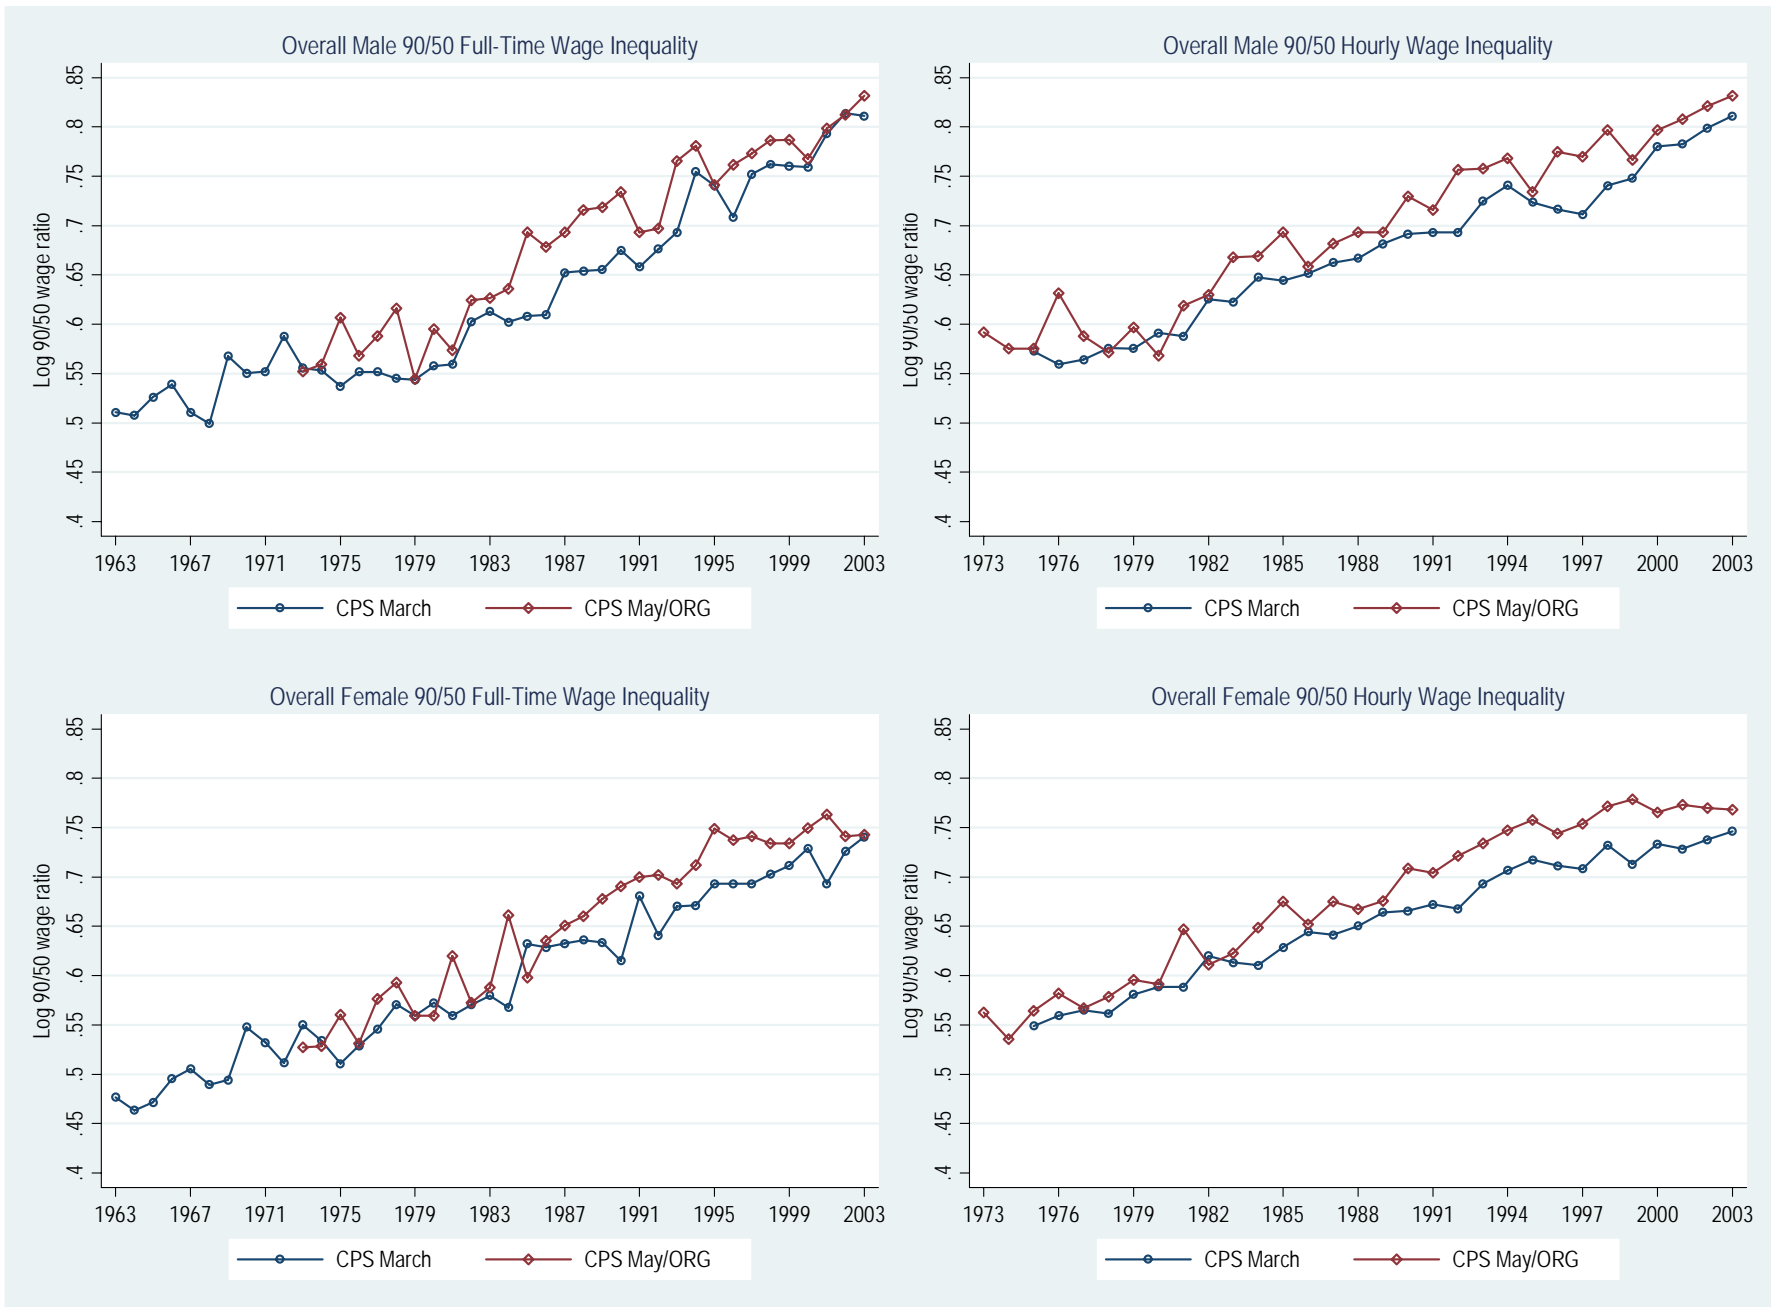 Overall Male 90/50 Full-Time Wage Inequality
Log 90/50 wage ratio
.85
.8
.75
.7
.65
.6
.55
.5
.45
.4
1963 1967 1971 1975 1979 1983 1987 1991 1995 1999 2003
CPS March CPS May/ORG
Overall Male 90/50 Hourly Wage Inequality
Log 90/50 wage ratio
.85
.8
.75
.7
.65
.6
.55
.5
.45
.4
1973 1976 1979 1982 1985 1988 1991 1994 1997 2000 2003
CPS March CPS May/ORG
Overall Female 90/50 Full-Time Wage Inequality
Log 90/50 wage ratio
.85
.8
.75
.7
.65
.6
.55
.5
.45
.4
1963 1967 1971 1975 1979 1983 1987 1991 1995 1999 2003
CPS March CPS May/ORG
Overall Female 90/50 Hourly Wage Inequality
Log 90/50 wage ratio
.85
.8
.75
.7
.65
.6
.55
.5
.45
.4
1973 1976 1979 1982 1985 1988 1991 1994 1997 2000 2003
CPS March CPS May/ORG